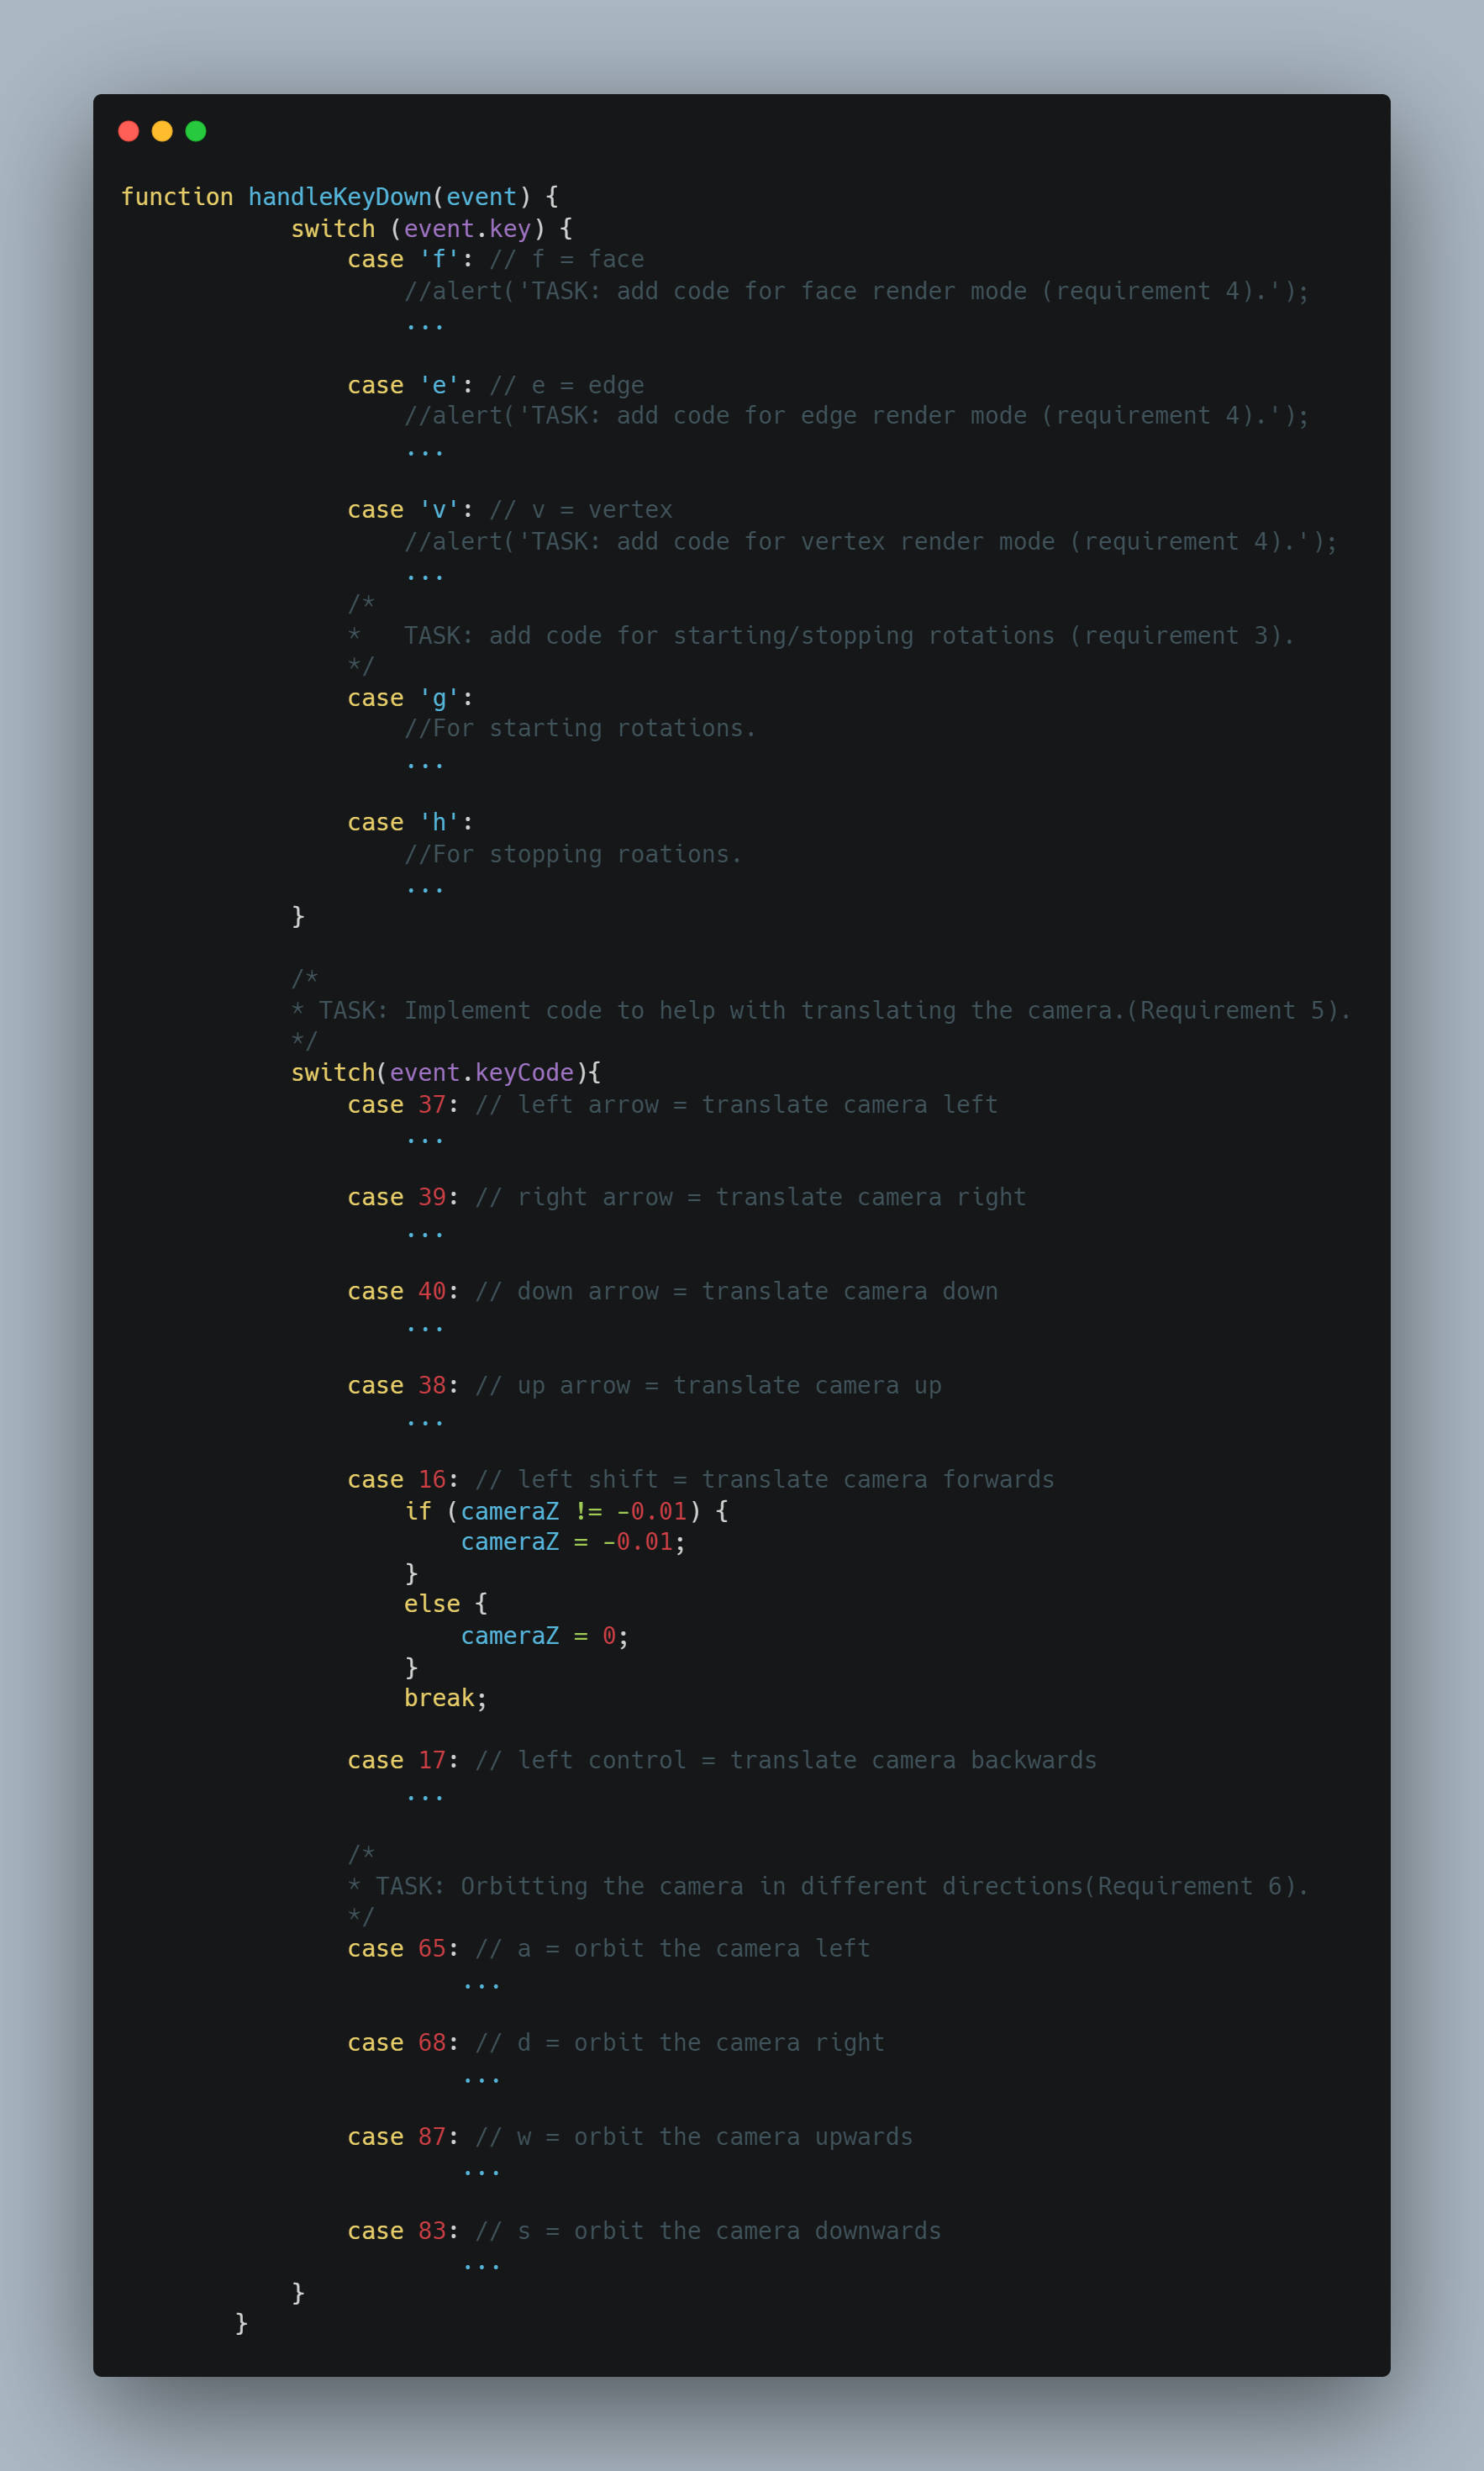 function handleKeyDown(event) {
            switch (event.key) {
                case 'f': // f = face
                    //alert('TASK: add code for face render mode (requirement 4).');
                    ...

                case 'e': // e = edge
                    //alert('TASK: add code for edge render mode (requirement 4).');
                    ...

                case 'v': // v = vertex
                    //alert('TASK: add code for vertex render mode (requirement 4).');
                    ...
                /*
                *   TASK: add code for starting/stopping rotations (requirement 3).
                */
                case 'g':
                    //For starting rotations.
                    ...

                case 'h':
                    //For stopping roations.
                    ...
            }

            /*
            * TASK: Implement code to help with translating the camera.(Requirement 5).
            */
            switch(event.keyCode){
                case 37: // left arrow = translate camera left
                    ...

                case 39: // right arrow = translate camera right
                    ...

                case 40: // down arrow = translate camera down
                    ...

                case 38: // up arrow = translate camera up
                    ...

                case 16: // left shift = translate camera forwards
                    if (cameraZ != -0.01) {
                        cameraZ = -0.01;
                    }
                    else {
                        cameraZ = 0;
                    }
                    break;

                case 17: // left control = translate camera backwards
                    ...

                /*
                * TASK: Orbitting the camera in different directions(Requirement 6).
                */
                case 65: // a = orbit the camera left
                        ...

                case 68: // d = orbit the camera right
                        ...

                case 87: // w = orbit the camera upwards
                        ...

                case 83: // s = orbit the camera downwards
                        ...
            }
        }